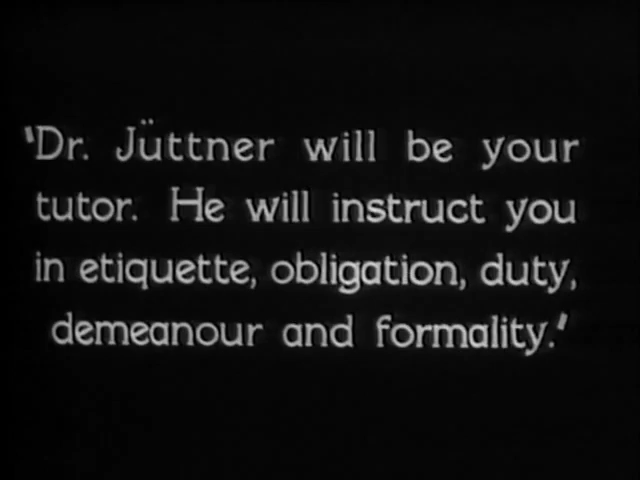 'Dr. Jüttner will be your
tutor. He will instruct you
in etiquette, obligation, duty,
demeanour and formality.'